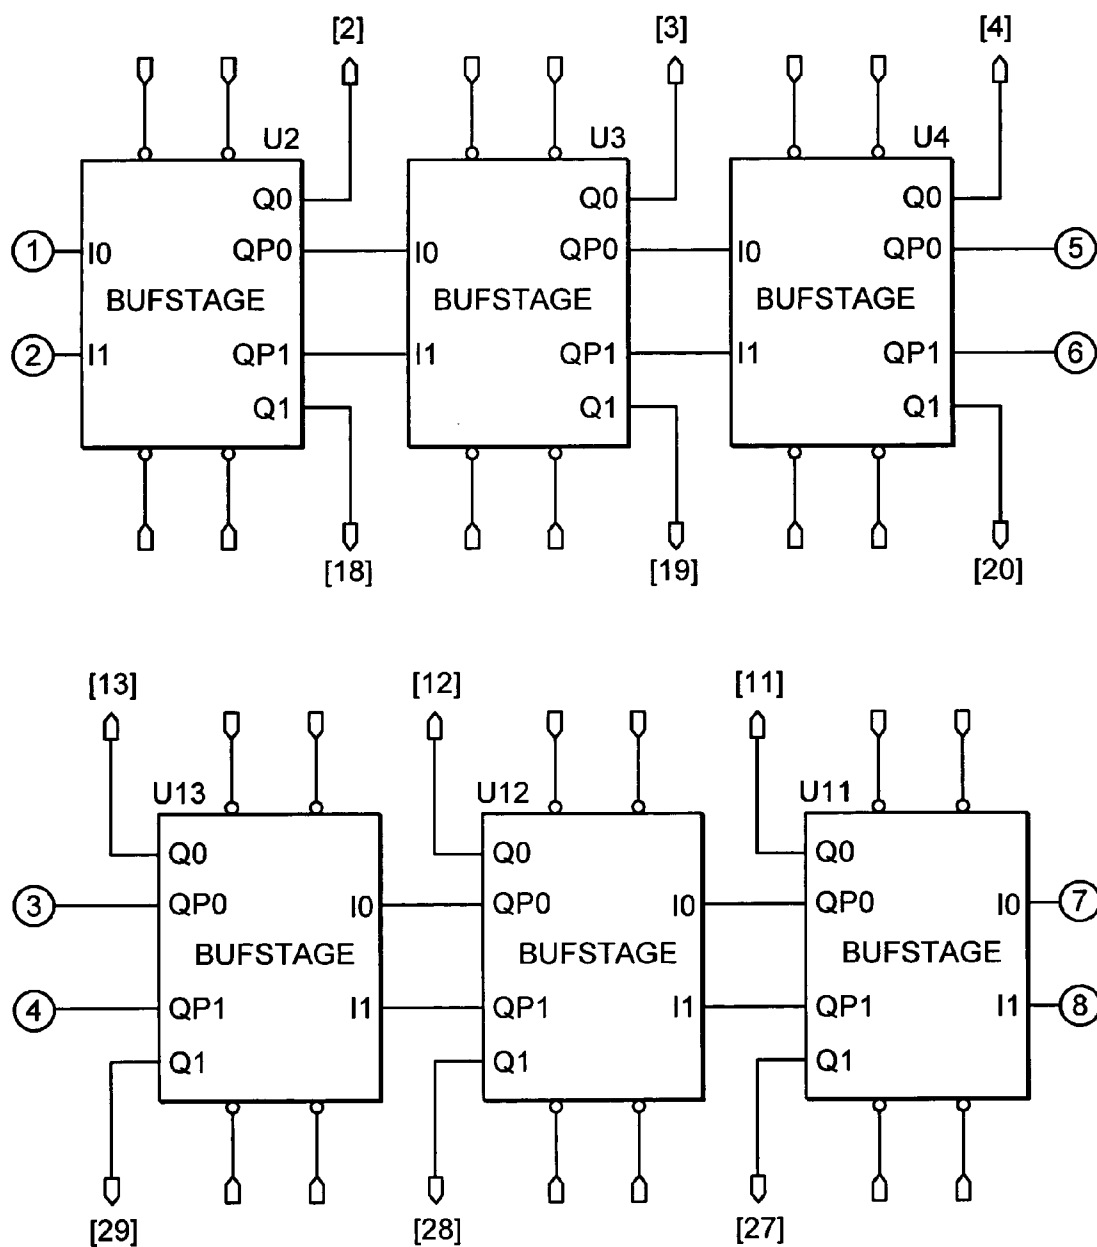 [2] [3] [4]
U2 U3 U4
Q0 Q0 Q0
1 I0 QP0 I0 QP0 I0 QP0 5
BUFSTAGE BUFSTAGE BUFSTAGE
2 I1 QP1 I1 QP1 I1 QP1 6
Q1 Q1 Q1
[18] [19] [20]
[13] [12] [11]
U13 U12 U11
Q0 Q0 Q0
3 QP0 I0 QP0 I0 QP0 I0 7
BUFSTAGE BUFSTAGE BUFSTAGE
4 QP1 I1 QP1 I1 QP1 I1 8
Q1 Q1 Q1
[29] [28] [27]